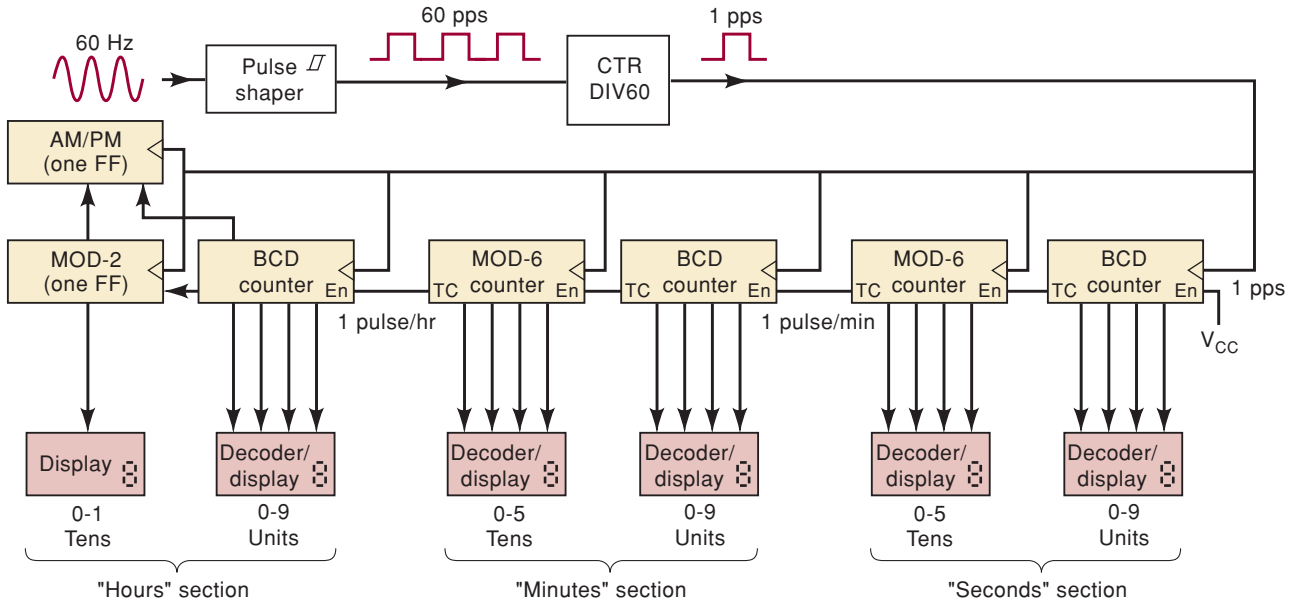 60 pps
1 pps
60 Hz
Pulse
shaper
CTR
DIV60
AM/PM
(one FF)
MOD-2
(one FF)
BCD
counter
En
TC
MOD-6
counter
En
BCD
counter
En
TC
MOD-6
counter
En
TC
BCD
counter
En
1 pps
1 pulse/hr
1 pulse/min
VCC
Display
Decoder/
display
Decoder/
display
Decoder/
display
Decoder/
display
Decoder/
display
0-1
Tens
0-9
Units
0-5
Tens
0-9
Units
0-5
Tens
0-9
Units
"Hours" section
"Minutes" section
"Seconds" section